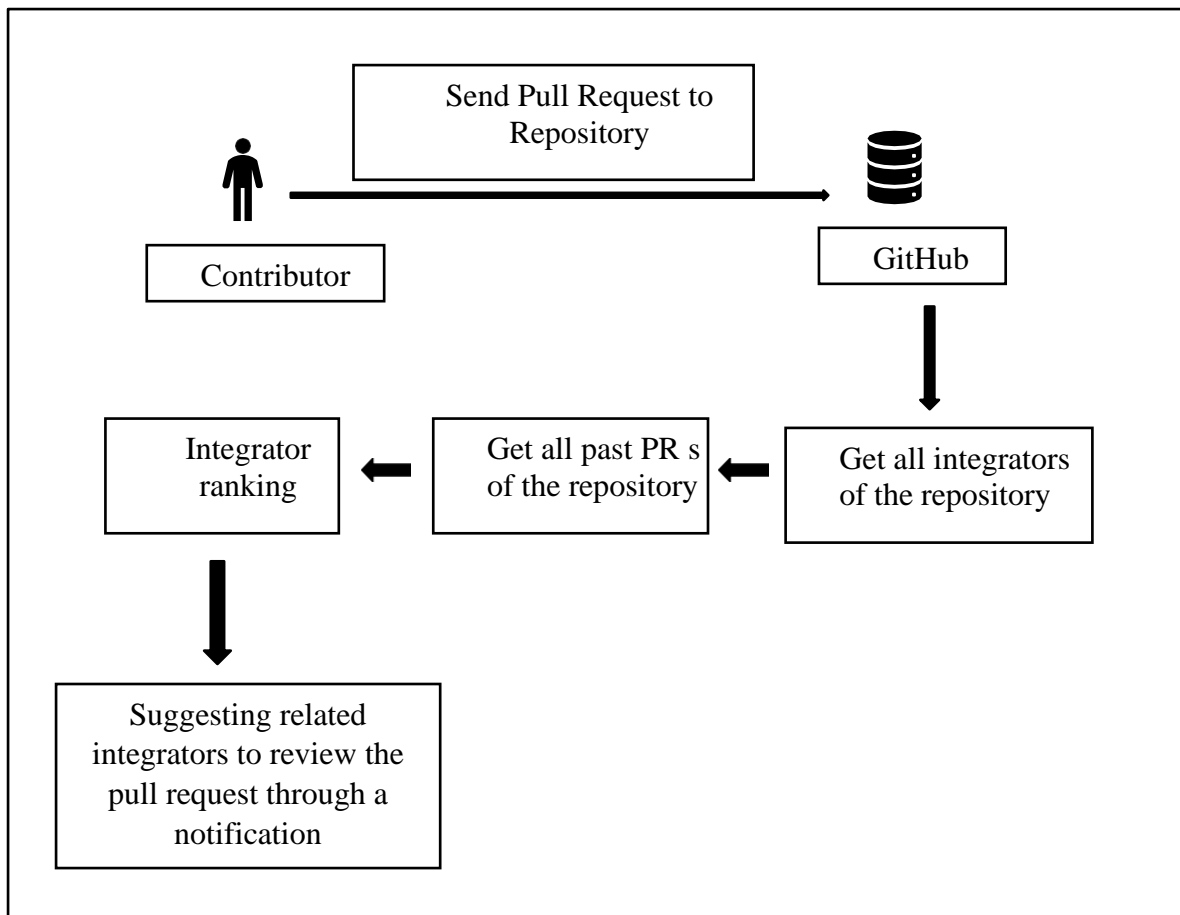 Send Pull Request to
Repository
Contributor
GitHub
Integrator
ranking
Get all past PR s
of the repository
Get all integrators
of the repository
Suggesting related
integrators to review the
pull request through a
notification